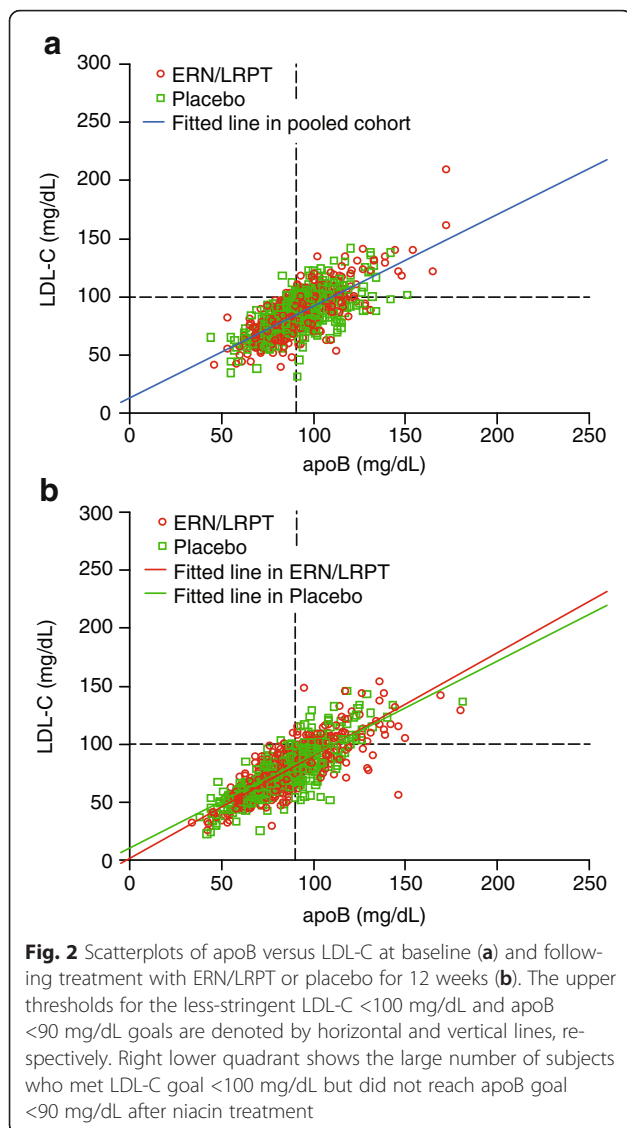 a
300
250
200
150
100
50
0
LDL-C (mg/dL)
ERN/LRPT
Placebo
Fitted line in pooled cohort
0 50 100 150 200 250
apoB (mg/dL)
b
300
250
200
150
100
50
0
LDL-C (mg/dL)
ERN/LRPT
Placebo
Fitted line in ERN/LRPT
Fitted line in Placebo
0 50 100 150 200 250
apoB (mg/dL)
Fig. 2 Scatterplots of apoB versus LDL-C at baseline (a) and follow-
ing treatment with ERN/LRPT or placebo for 12 weeks (b). The upper
thresholds for the less-stringent LDL-C <100 mg/dL and apoB
<90 mg/dL goals are denoted by horizontal and vertical lines, re-
spectively. Right lower quadrant shows the large number of subjects
who met LDL-C goal <100 mg/dL but did not reach apoB goal
<90 mg/dL after niacin treatment